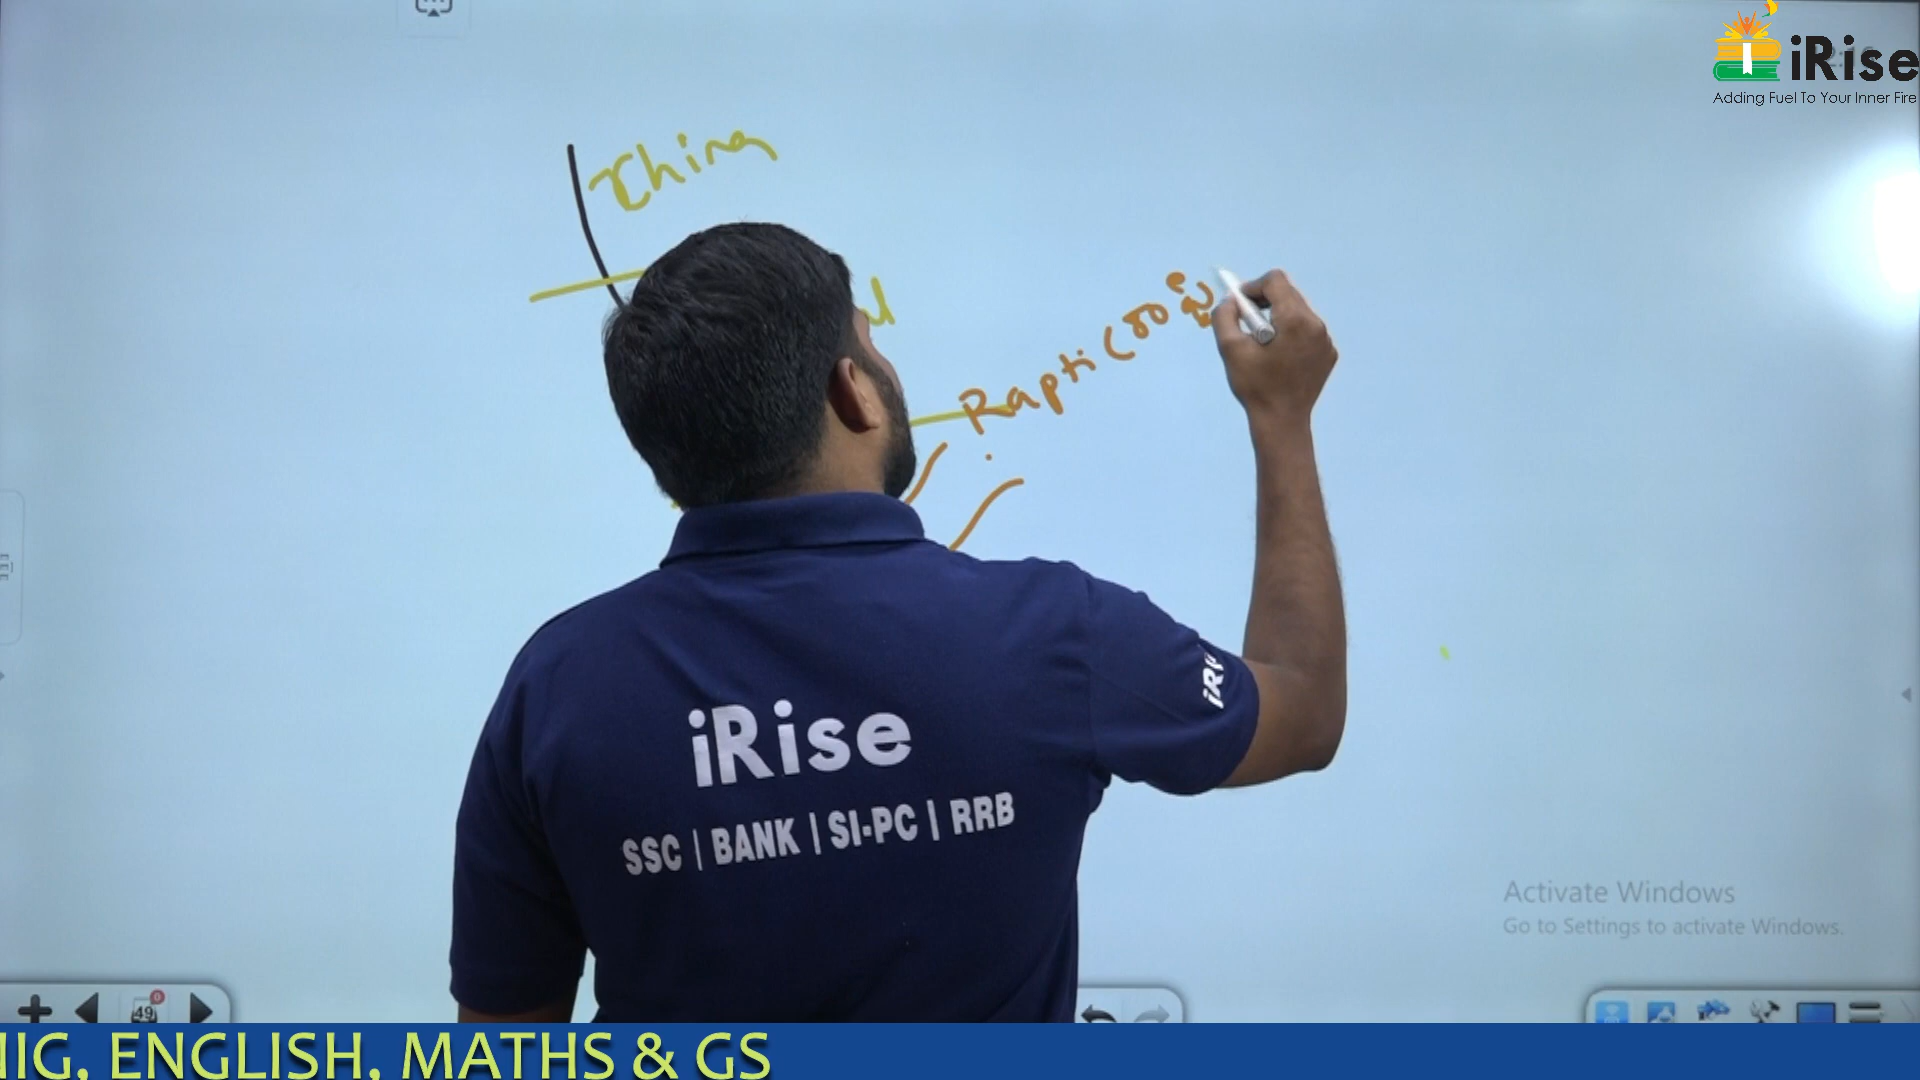 iRise
Adding Fuel To Your Inner Fire
China
Rapti (
iRise
SSC | BANK | SI-PC | RRB
Activate Windows
Go to Settings to activate Windows.
49
ENGLISH, MATHS & GS